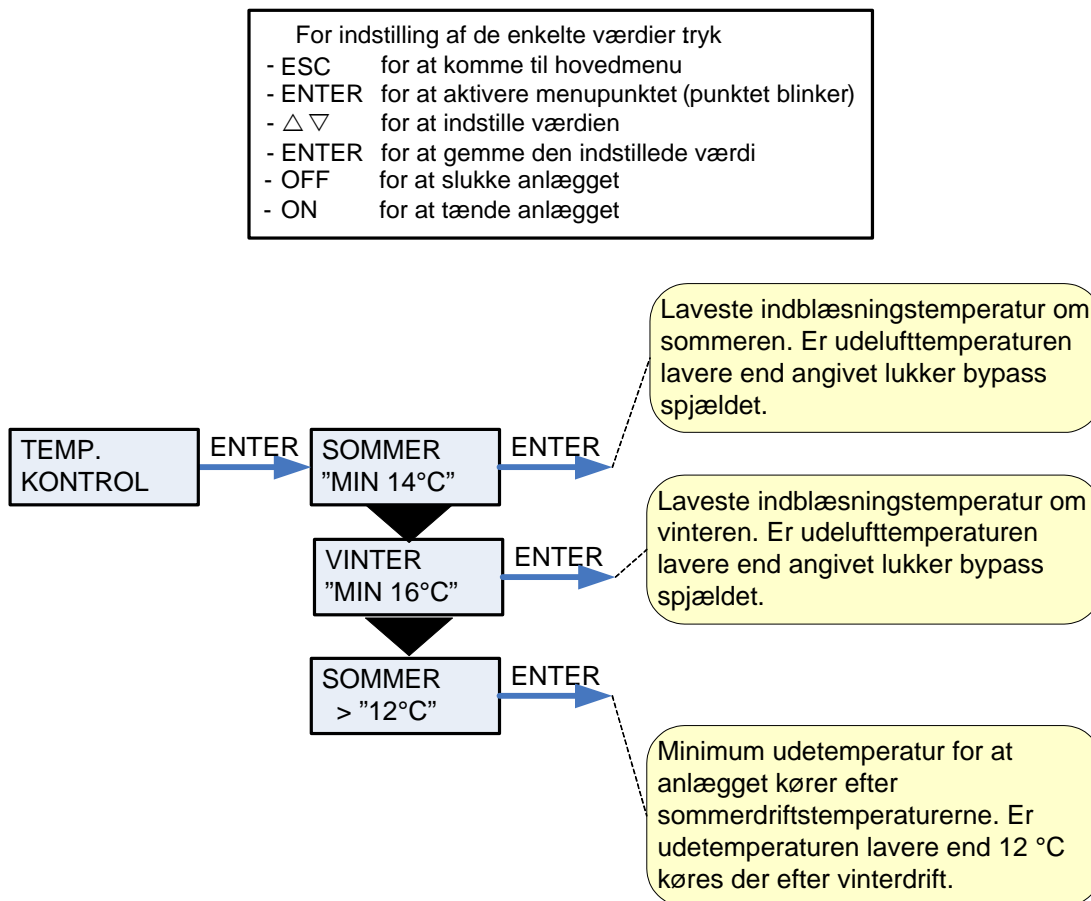 For indstilling af de enkelte værdier tryk
- ESC for at komme til hovedmenu
- ENTER for at aktivere menupunktet (punktet blinker)
- △ ▽ for at indstille værdien
- ENTER for at gemme den indstillede værdi
- OFF for at slukke anlægget
- ON for at tænde anlægget
Laveste indblæsningstemperatur om
sommeren. Er udelufttemperaturen
lavere end angivet lukker bypass
spjældet.
TEMP.
KONTROL
ENTER
SOMMER
”MIN 14°C”
ENTER
Laveste indblæsningstemperatur om
vinteren. Er udelufttemperaturen
lavere end angivet lukker bypass
spjældet.
VINTER
”MIN 16°C”
ENTER
SOMMER
> ”12°C”
ENTER
Minimum udetemperatur for at
anlægget kører efter
sommerdriftstemperaturerne. Er
udetemperaturen lavere end 12 °C
køres der efter vinterdrift.